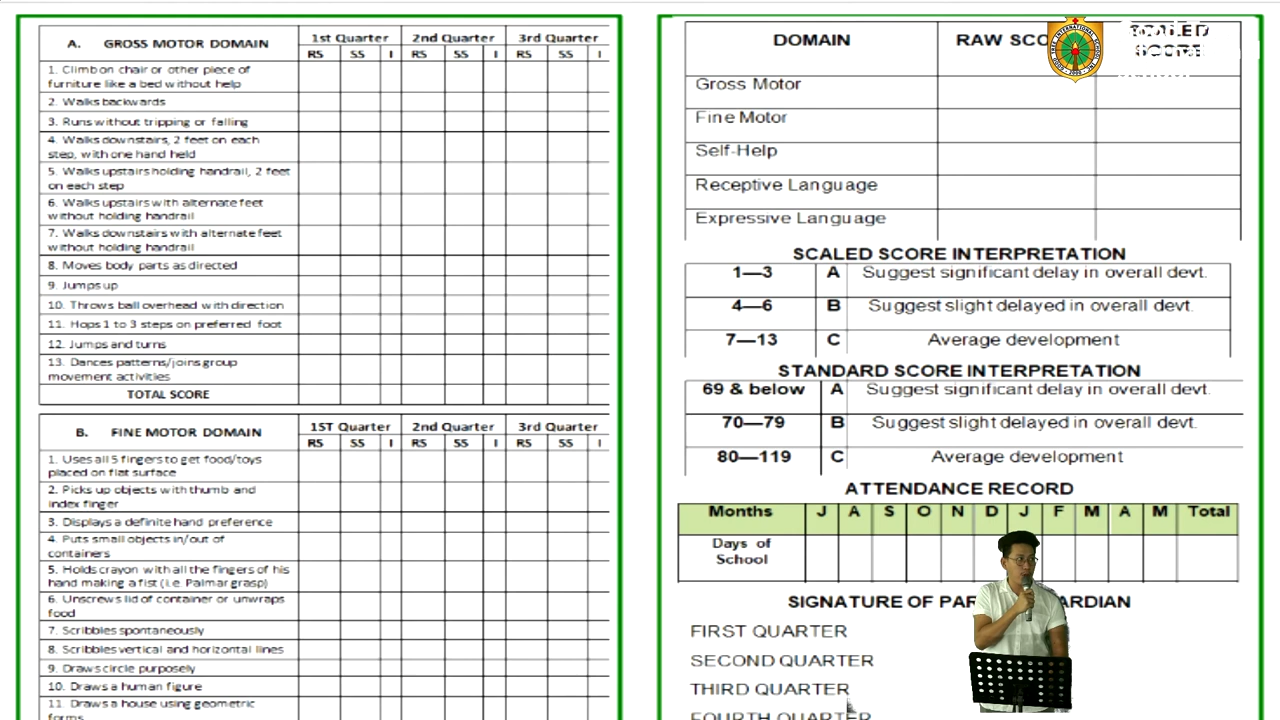 A. GROSS MOTOR DOMAIN
1st Quarter 2nd Quarter 3rd Quarter
RS SS I RS SS I RS SS I
1. Climb on chair or other piece of
furniture like a bed without help
2. Walks backwards
3. Runs without tripping or falling
4. Walks downstairs, 2 feet on each
step, with one hand held
5. Walks upstairs holding handrail, 2 feet
on each step
6. Walks upstairs with alternate feet
without holding handrail
7. Walks downstairs with alternate feet
without holding handrail
8. Moves body parts as directed
9. Jumps up
10. Throws ball overhead with direction
11. Hops 1 to 3 steps on preferred foot
12. Jumps and turns
13. Dances patterns/joins group
movement activities
TOTAL SCORE
B. FINE MOTOR DOMAIN
1ST Quarter 2nd Quarter 3rd Quarter
RS SS I RS SS I RS SS I
1. Uses all 5 fingers to get food/toys
placed on flat surface
2. Picks up objects with thumb and
index finger
3. Displays a definite hand preference
4. Puts small objects in/out of
containers
5. Holds crayon with all the fingers of his
hand making a fist (i.e. Palmar grasp)
6. Unscrews lid of container or unwraps
food
7. Scribbles spontaneously
8. Scribbles vertical and horizontal lines
9. Draws circle purposely
10. Draws a human figure
11. Draws a house using geometric
forms
DOMAIN RAW SCO SCALED
SCORE
Gross Motor
Fine Motor
Self-Help
Receptive Language
Expressive Language
SCALED SCORE INTERPRETATION
1—3 A Suggest significant delay in overall devt.
4—6 B Suggest slight delayed in overall devt.
7—13 C Average development
STANDARD SCORE INTERPRETATION
69 & below A Suggest significant delay in overall devt.
70—79 B Suggest slight delayed in overall devt.
80—119 C Average development
ATTENDANCE RECORD
Months J A S O N D J F M A M Total
Days of
School
SIGNATURE OF PAR ARDIAN
FIRST QUARTER
SECOND QUARTER
THIRD QUARTER
FOURTH QUARTER